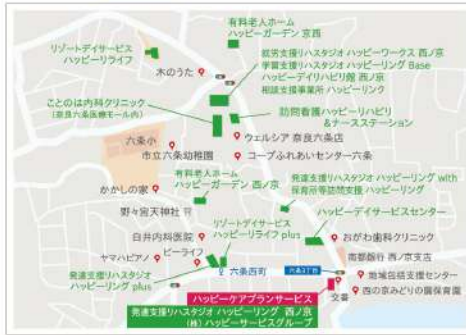 有料老人ホーム
ハッピーガーデン 京西
リゾートデイサービス
ハッピーリライフ
就労支援リハスタジオ ハッピーワークス 西ノ京
学習支援リハスタジオ ハッピーリング Base
ハッピーデイリハビリ館 西ノ京
相談支援事業所 ハッピーリンク
木のうた
ことのは内科クリニック
(奈良六条医療モール内)
訪問看護ハッピーリハビリ
&ナースステーション
ウェルシア 奈良六条店
六条小
市立六条幼稚園
コープふれあいセンター六条
有料老人ホーム
ハッピーガーデン 西ノ京
発達支援リハスタジオ ハッピーリング with
保育所等訪問支援 ハッピーリング
かかしの家
野々宮天神社
リゾートデイサービス
ハッピーリライフ plus
ハッピーデイサービスセンター
白井内科医院
おがわ歯科クリニック
ピーライフ
ヤマハピアノ
南都銀行 西ノ京支店
六条西町
六条3丁目
地域包括支援センター
発達支援リハスタジオ
ハッピーリング plus
ハッピーケアプランサービス
交番
西の京みどりの園保育園
発達支援リハスタジオ ハッピーリング 西ノ京
(株) ハッピーサービスグループ